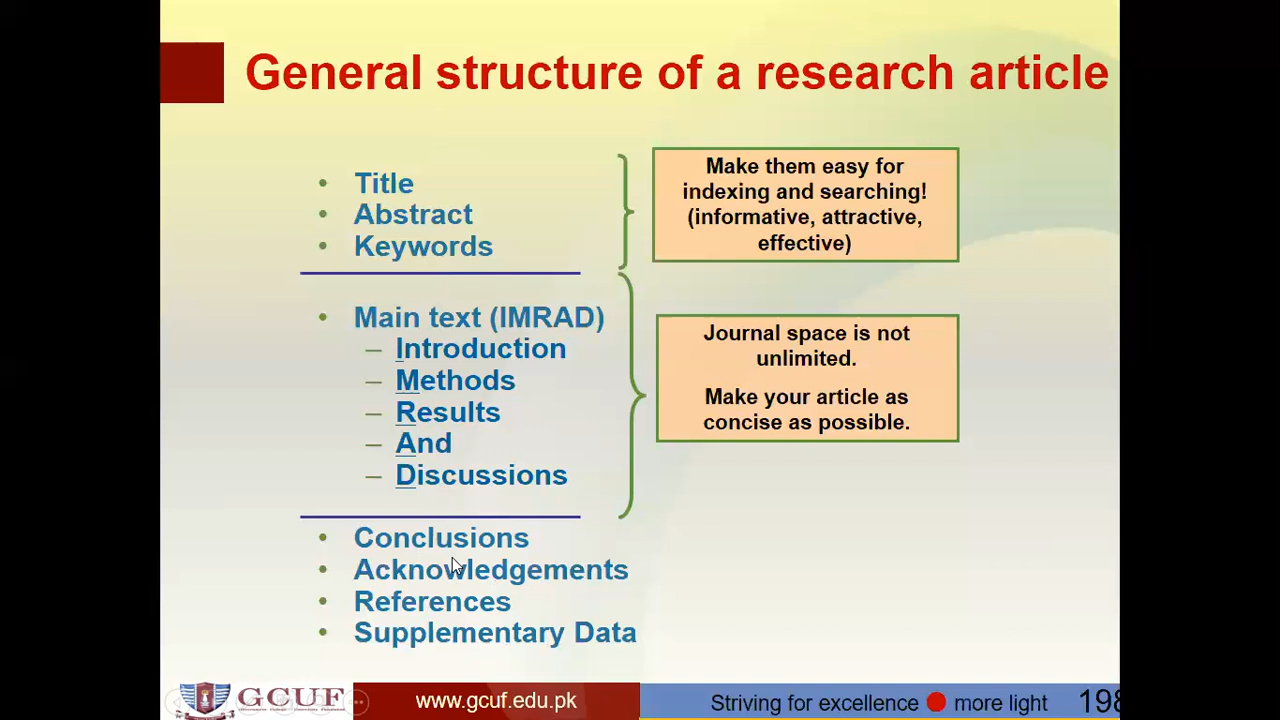 General structure of a research article
• Title
• Abstract
• Keywords
Make them easy for
indexing and searching!
(informative, attractive,
effective)
• Main text (IMRAD)
– Introduction
– Methods
– Results
– And
– Discussions
Journal space is not
unlimited.
Make your article as
concise as possible.
• Conclusions
• Acknowledgements
• References
• Supplementary Data
GCUF
www.gcuf.edu.pk
Striving for excellence
more light
198